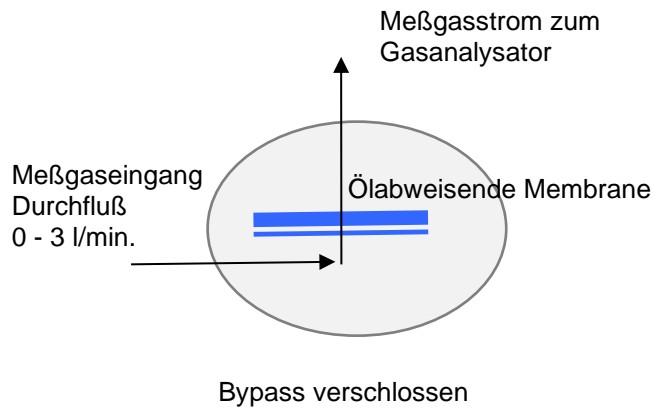 Meßgasstrom zum
Gasanalysator
Meßgaseingang
Durchfluß
0 - 3 l/min.
Ölabweisende Membrane
Bypass verschlossen